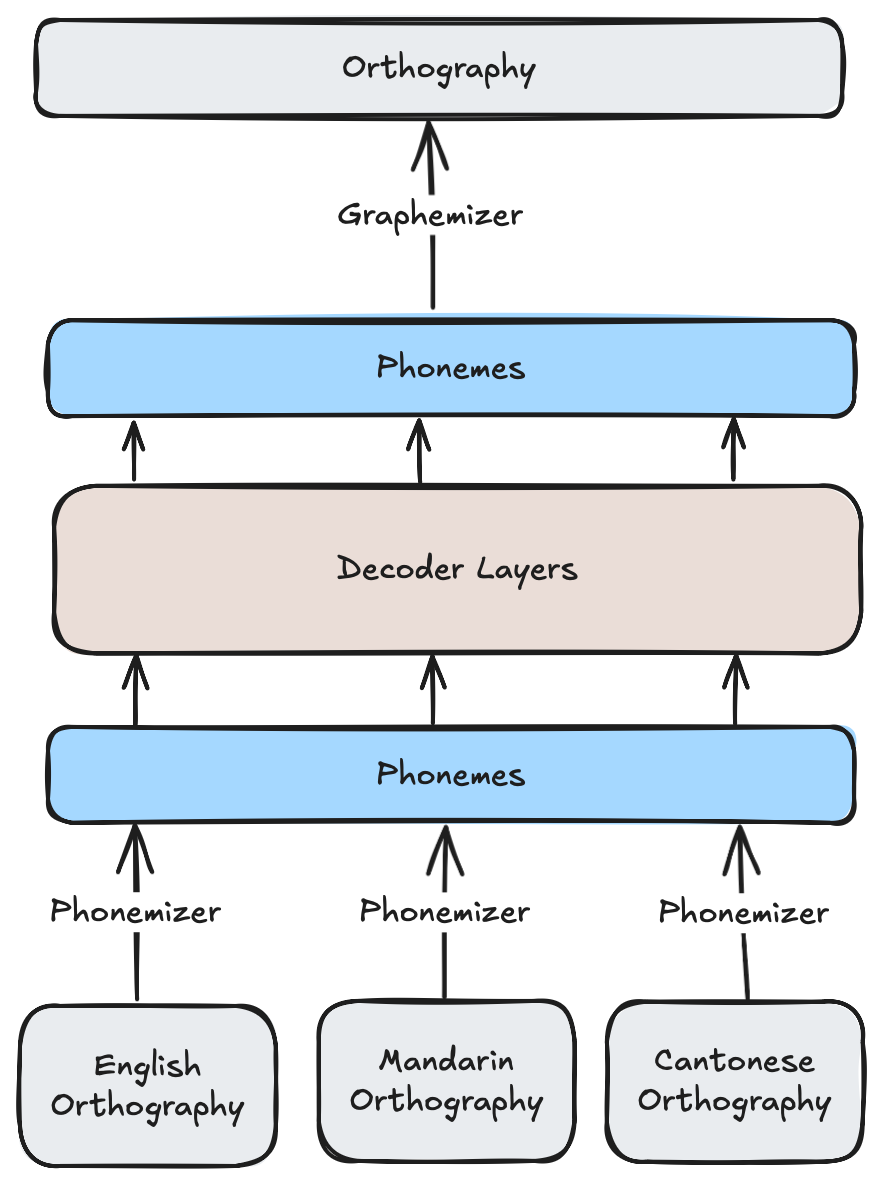 Orthography
Graphemizer
Phonemes
Decoder Layers
Phonemes
Phonemizer
Phonemizer
Phonemizer
English
Orthography
Mandarin
Orthography
Cantonese
Orthography